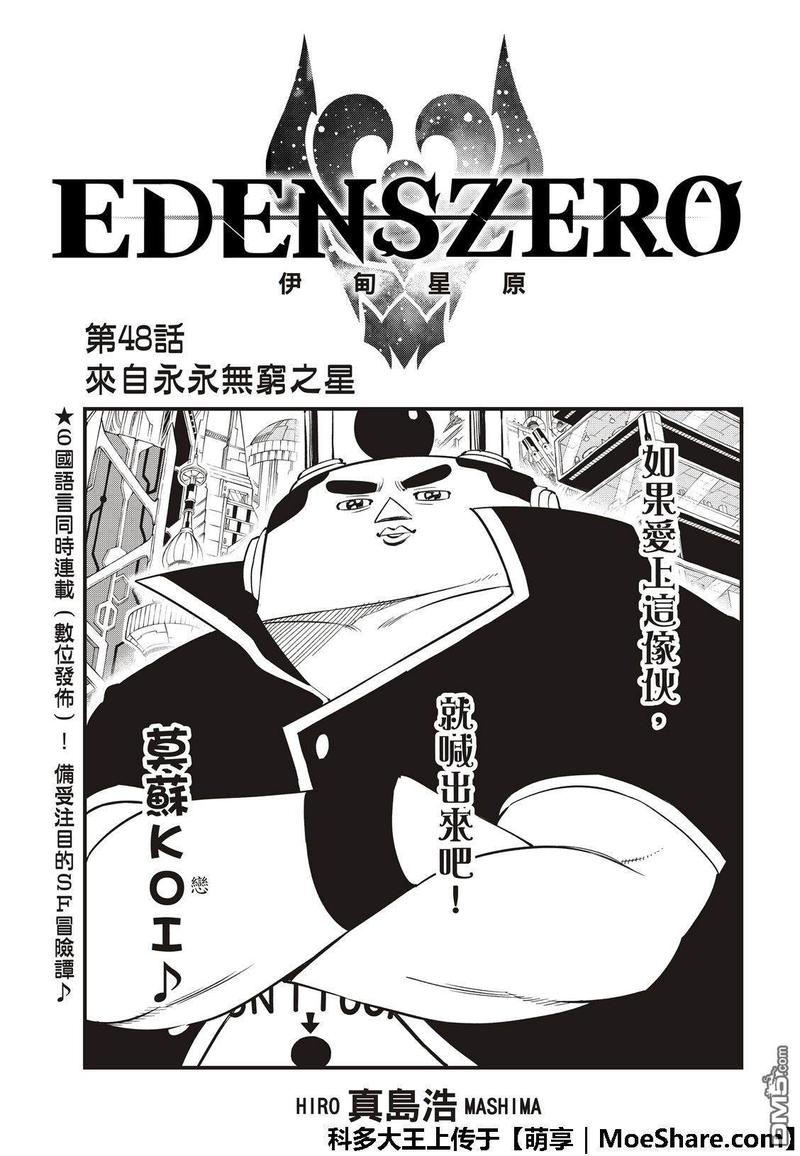 EDENSZERO
伊甸星原
第48話
來自永永無窮之星
★6國語言同時連載（數位發佈）！ 備受注目的SF冒險譚♪
如果愛上這傢伙，
就喊出來吧！
莫蘇KOI♪
戀
HIRO 真島浩 MASHIMA
科多大王上传于【萌享｜MoeShare.com】
DM5.com